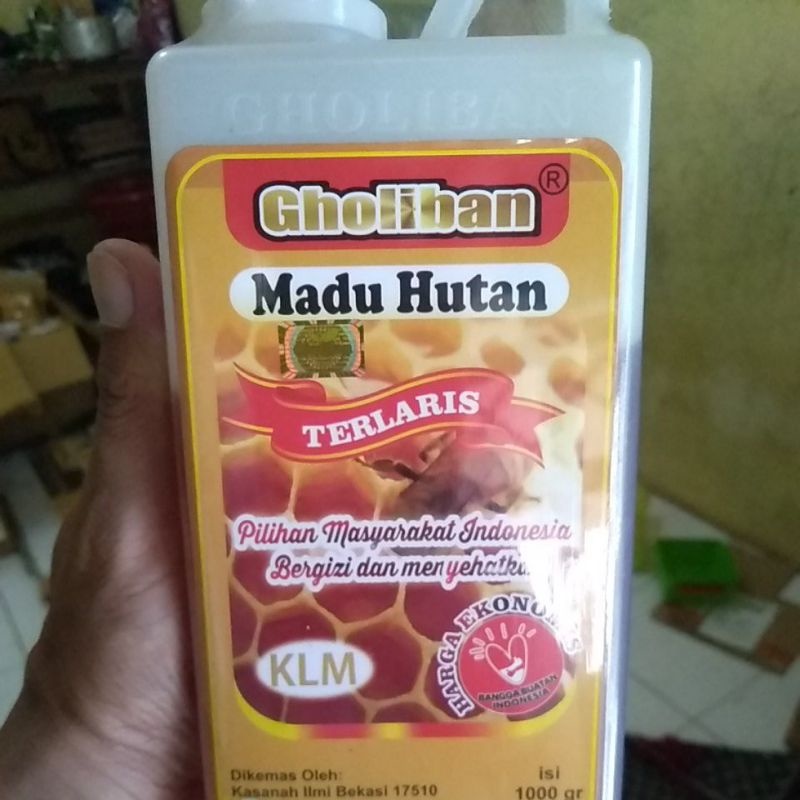 GHOLIBAN
Gholiban ®
Madu Hutan
TERLARIS
Pilihan Masyarakat Indonesia
Bergizi dan
KLM
HARGA EKONOMIS
BANGGA BUATAN
INDONESIA
Dikemas Oleh:
Kasanah Ilmi Bekasi 17510
isi
1000 gr